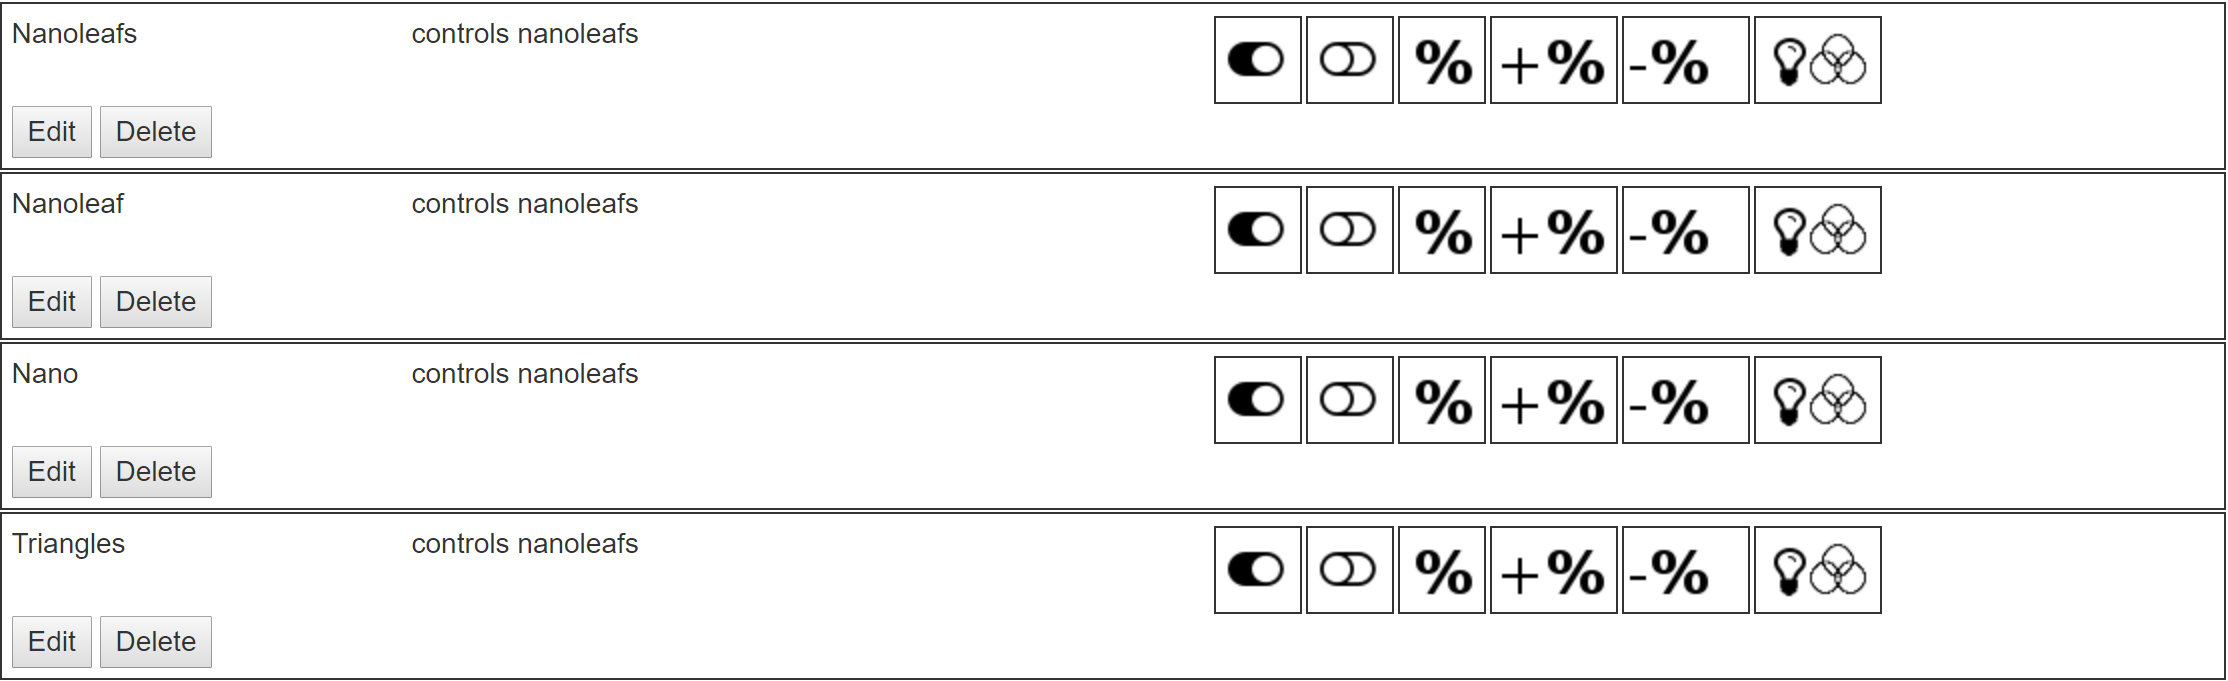 Nanoleafs controls nanoleafs % +% -%
Edit Delete
Nanoleaf controls nanoleafs % +% -%
Edit Delete
Nano controls nanoleafs % +% -%
Edit Delete
Triangles controls nanoleafs % +% -%
Edit Delete